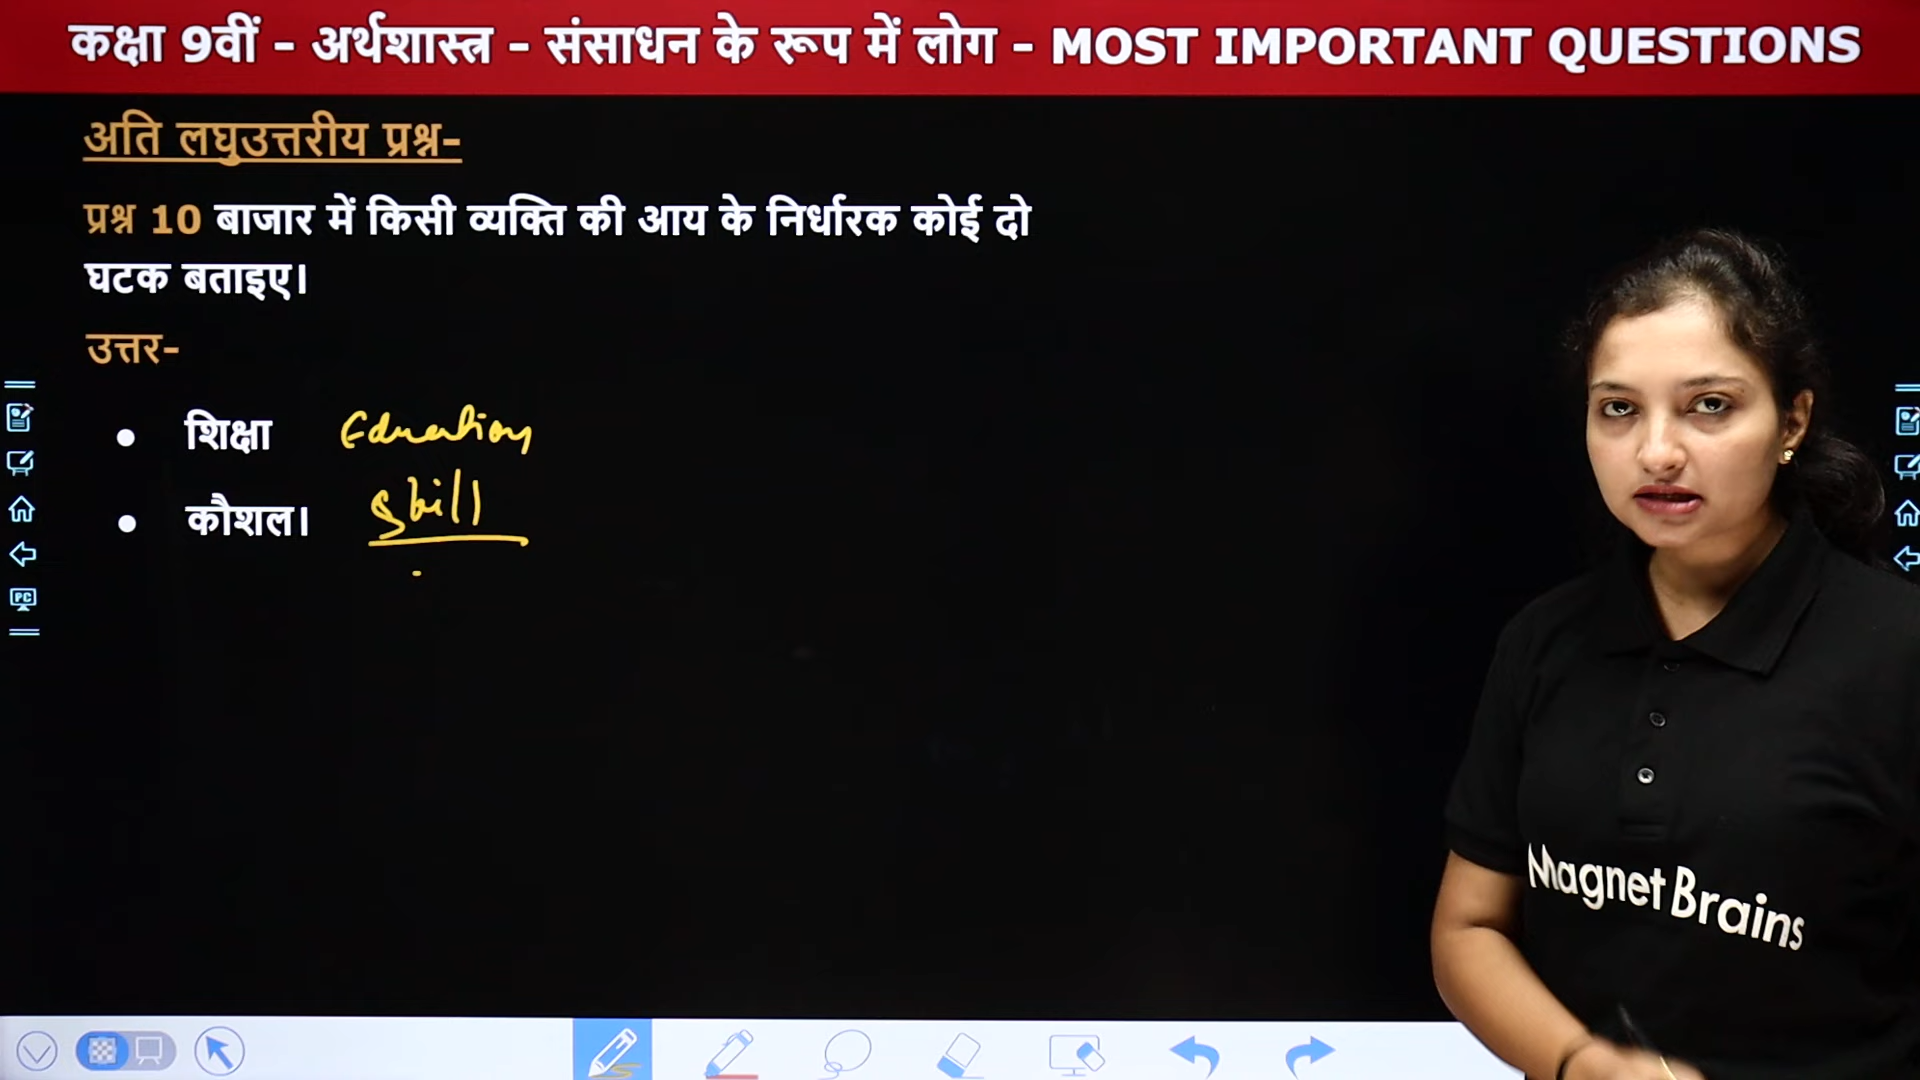 कक्षा 9वीं - अर्थशास्त्र - संसाधन के रूप में लोग - MOST IMPORTANT QUESTIONS
अति लघुउत्तरीय प्रश्न-
प्रश्न 10 बाजार में किसी व्यक्ति की आय के निर्धारक कोई दो
घटक बताइए।
उत्तर-
• शिक्षा Education
• कौशल। Skill
PC
Magnet Brains